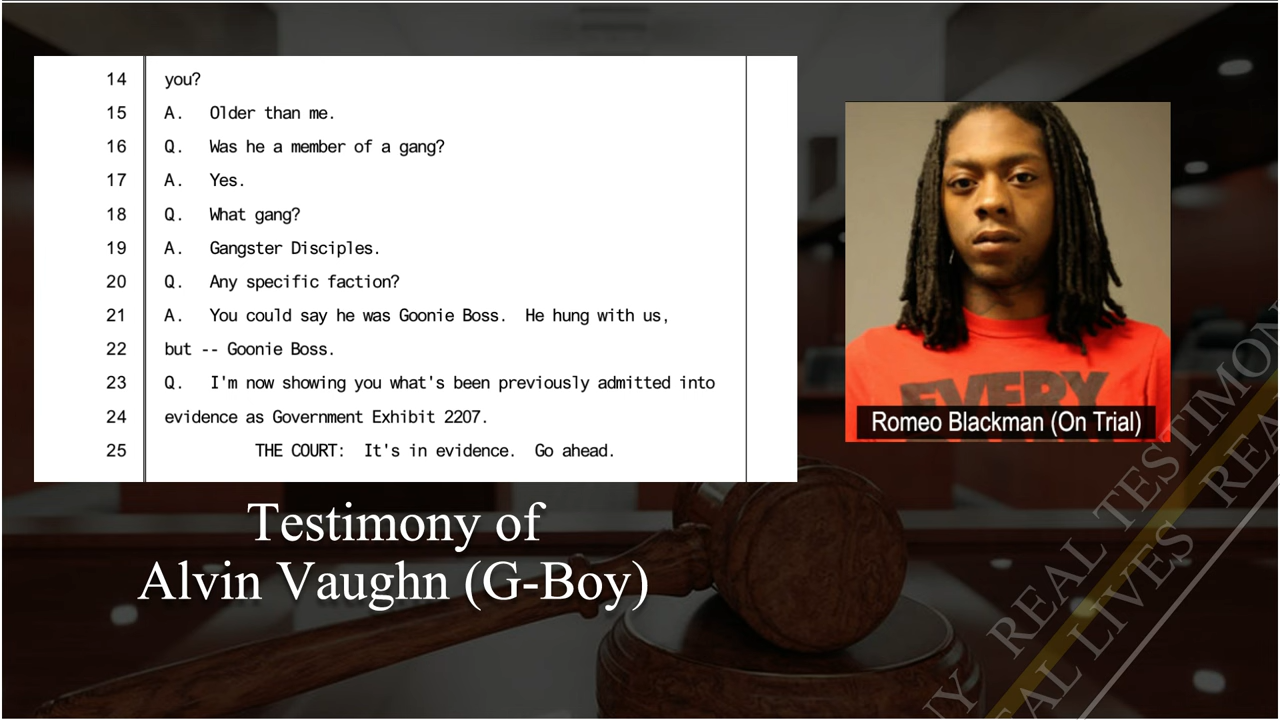 14 you?
15 A. Older than me.
16 Q. Was he a member of a gang?
17 A. Yes.
18 Q. What gang?
19 A. Gangster Disciples.
20 Q. Any specific faction?
21 A. You could say he was Goonie Boss. He hung with us,
22 but -- Goonie Boss.
23 Q. I'm now showing you what's been previously admitted into
24 evidence as Government Exhibit 2207.
25 THE COURT: It's in evidence. Go ahead.
EVERY
Romeo Blackman (On Trial)
Testimony of
Alvin Vaughn (G-Boy)
REAL TESTIMON
REAL LIVES REA